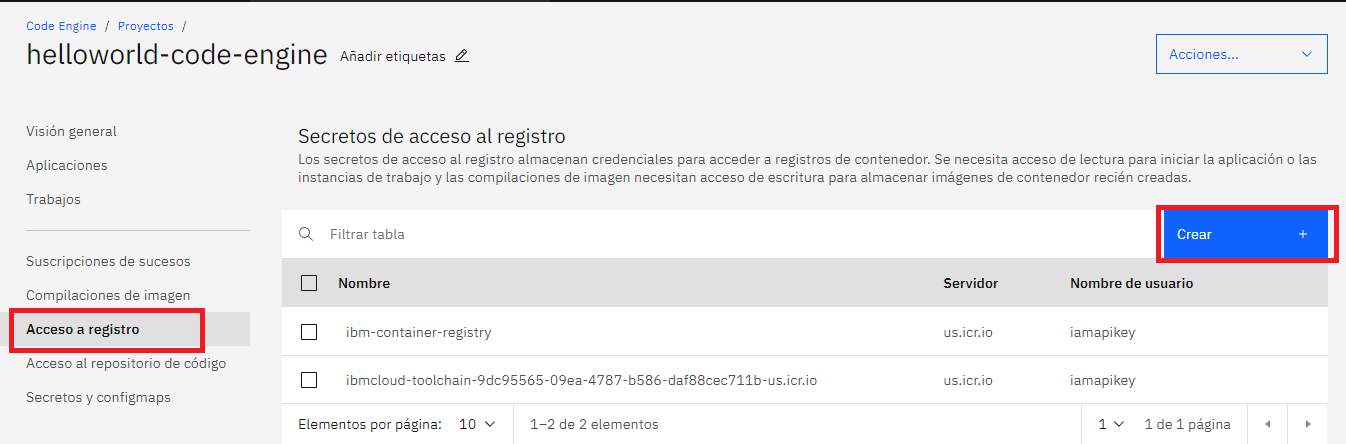 Code Engine / Proyectos /
helloworld-code-engine Añadir etiquetas
Acciones...
Visión general
Aplicaciones
Trabajos
Suscripciones de sucesos
Compilaciones de imagen
Acceso a registro
Acceso al repositorio de código
Secretos y configmaps
Secretos de acceso al registro
Los secretos de acceso al registro almacenan credenciales para acceder a registros de contenedor. Se necesita acceso de lectura para iniciar la aplicación o las
instancias de trabajo y las compilaciones de imagen necesitan acceso de escritura para almacenar imágenes de contenedor recién creadas.
Filtrar tabla
Crear +
Nombre Servidor Nombre de usuario
ibm-container-registry us.icr.io iamapikey
ibmcloud-toolchain-9dc95565-09ea-4787-b586-daf88cec711b-us.icr.io us.icr.io iamapikey
Elementos por página: 10 1–2 de 2 elementos 1 1 de 1 página